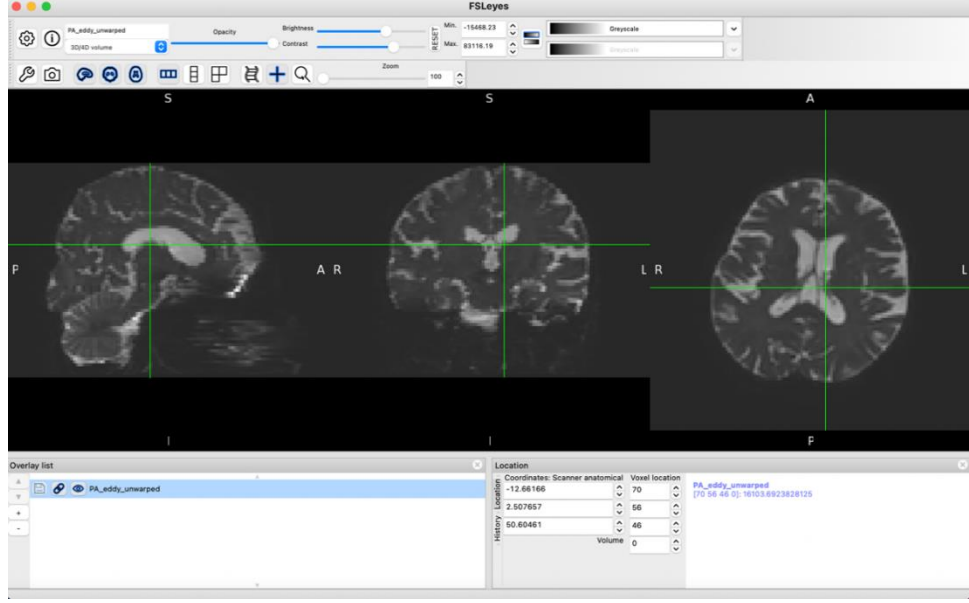 FSLeyes
PA_eddy_unwarped
3D/4D volume
Opacity
Brightness
Contrast
RESET
Min. -15468.23
Max. 83116.19
Greyscale
Greyscale
Zoom
100
S S A
P A R L R L
I I P
Overlay list
PA_eddy_unwarped
+
-
Location
Location
History
Coordinates: Scanner anatomical Voxel location
-12.66166 70
2.507657 56
50.60461 46
Volume 0
PA_eddy_unwarped
[70 56 46 0]: 16103.6923828125